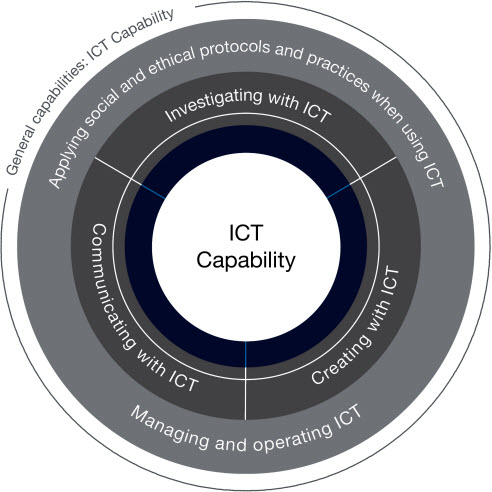 General capabilities: ICT Capability
Applying social and ethical protocols and practices when using ICT
Investigating with ICT
ICT
Capability
Communicating with ICT
Creating with ICT
Managing and operating ICT